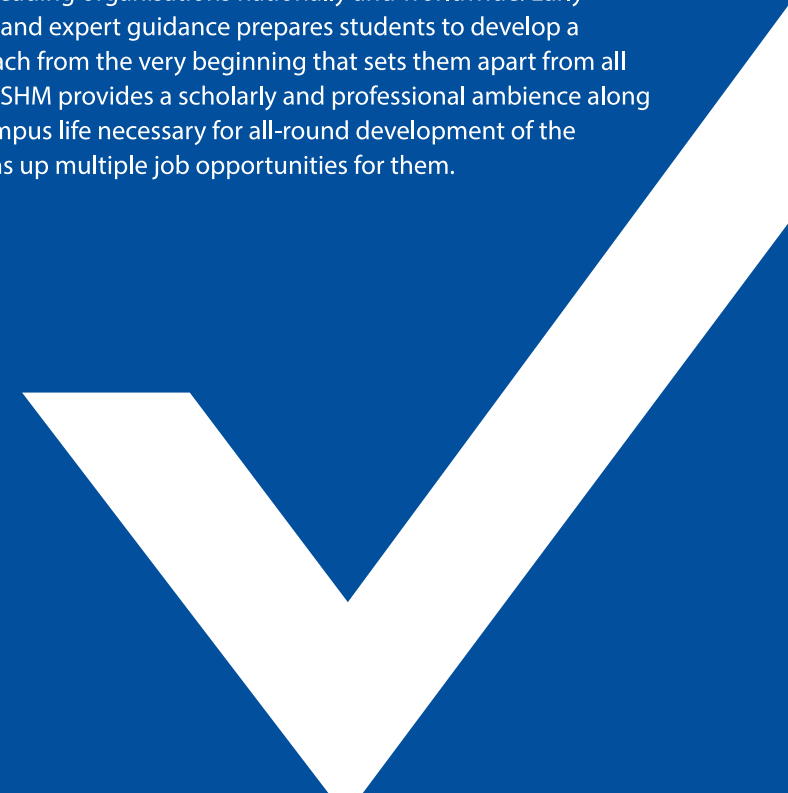 and expert guidance prepares students to develop a
ach from the very beginning that sets them apart from all
SHM provides a scholarly and professional ambience along
mpus life necessary for all-round development of the
s up multiple job opportunities for them.